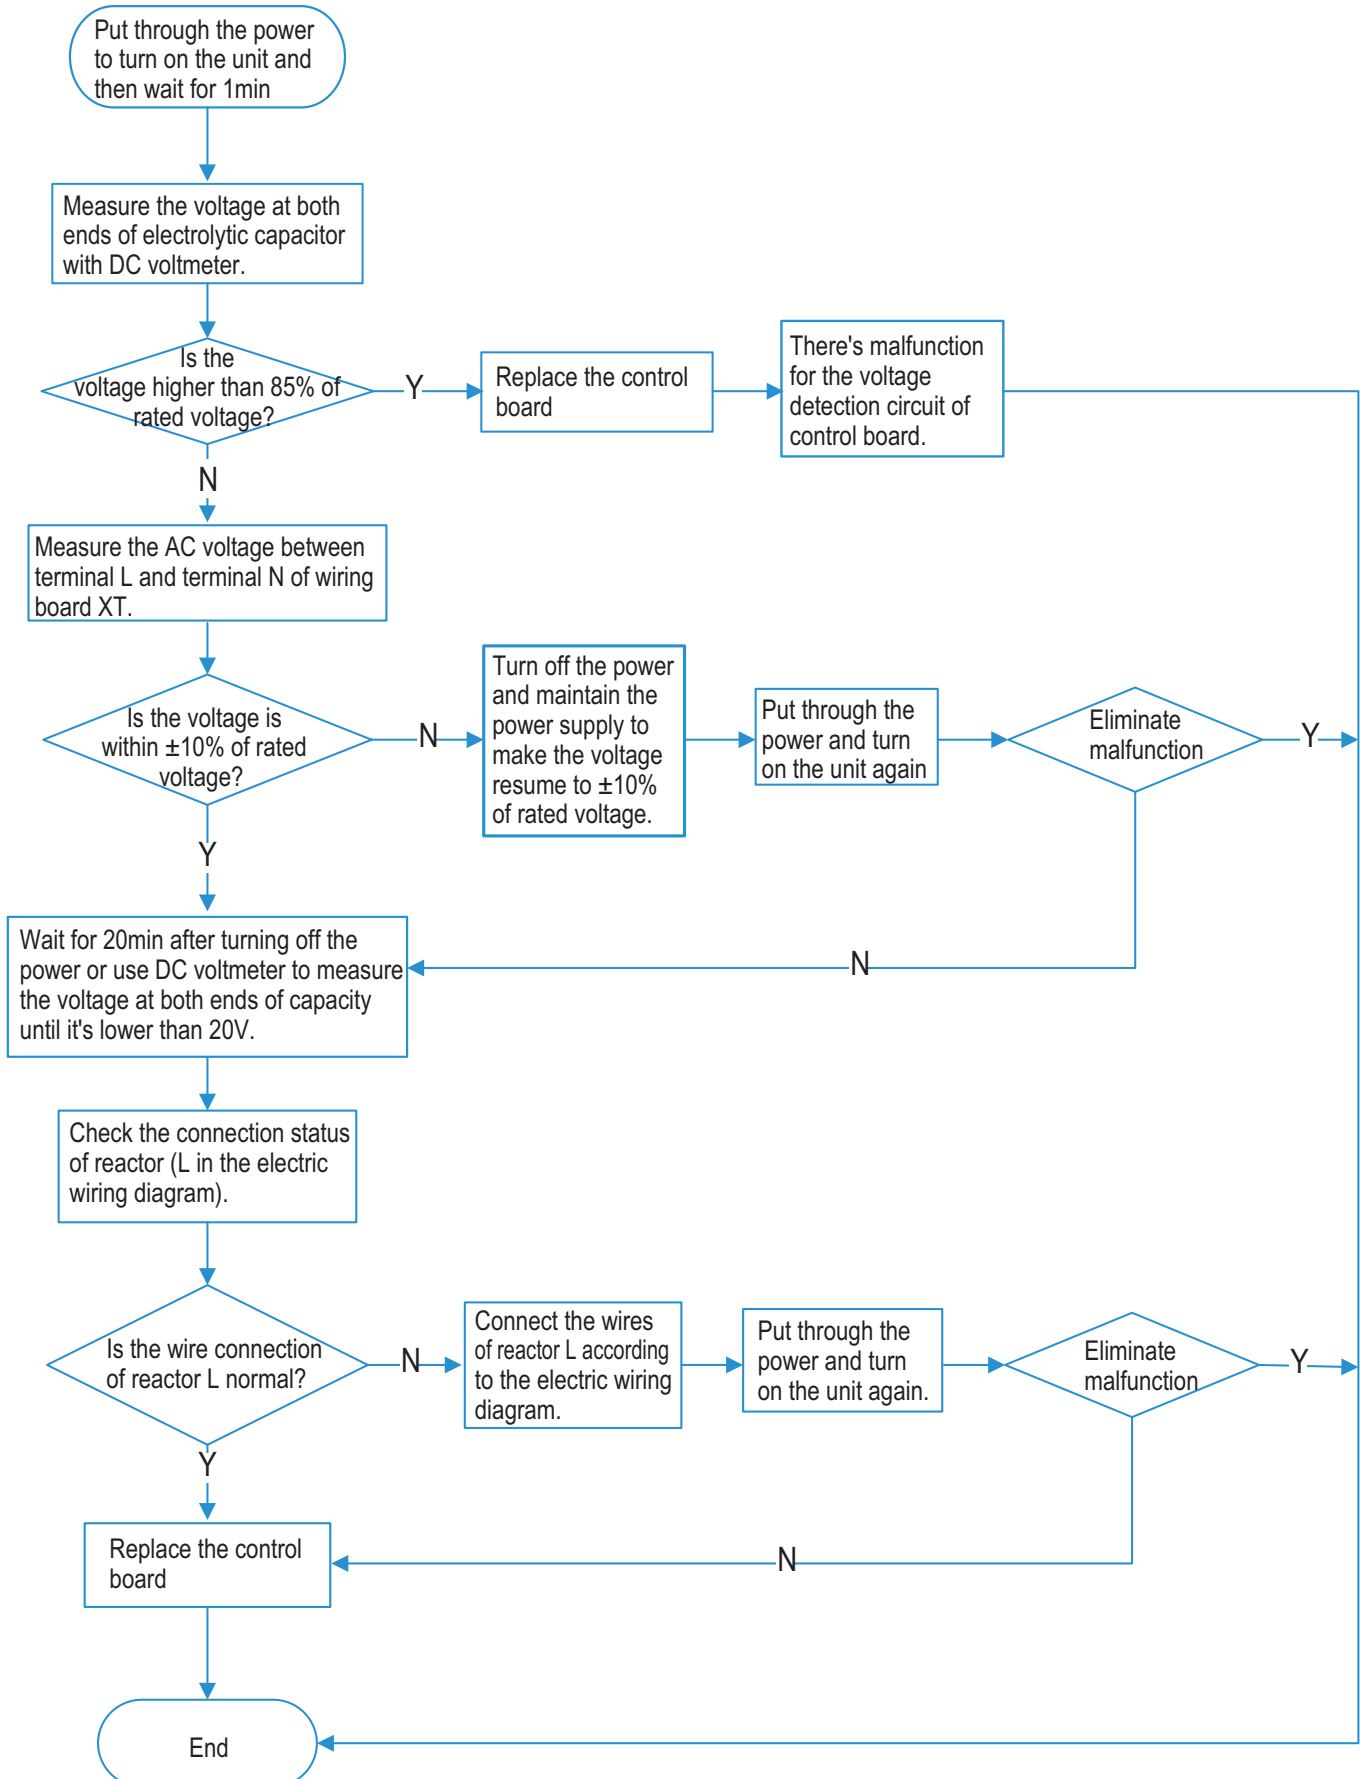 Put through the power
to turn on the unit and
then wait for 1min
Measure the voltage at both
ends of electrolytic capacitor
with DC voltmeter.
Is the
voltage higher than 85% of
rated voltage?
Y
Replace the control
board
There's malfunction
for the voltage
detection circuit of
control board.
N
Measure the AC voltage between
terminal L and terminal N of wiring
board XT.
Is the voltage is
within ±10% of rated
voltage?
N
Turn off the power
and maintain the
power supply to
make the voltage
resume to ±10%
of rated voltage.
Put through the
power and turn
on the unit again
Eliminate
malfunction
Y
Y
N
Wait for 20min after turning off the
power or use DC voltmeter to measure
the voltage at both ends of capacity
until it's lower than 20V.
Check the connection status
of reactor (L in the electric
wiring diagram).
Is the wire connection
of reactor L normal?
N
Connect the wires
of reactor L according
to the electric wiring
diagram.
Put through the
power and turn
on the unit again.
Eliminate
malfunction
Y
Y
N
Replace the control
board
End